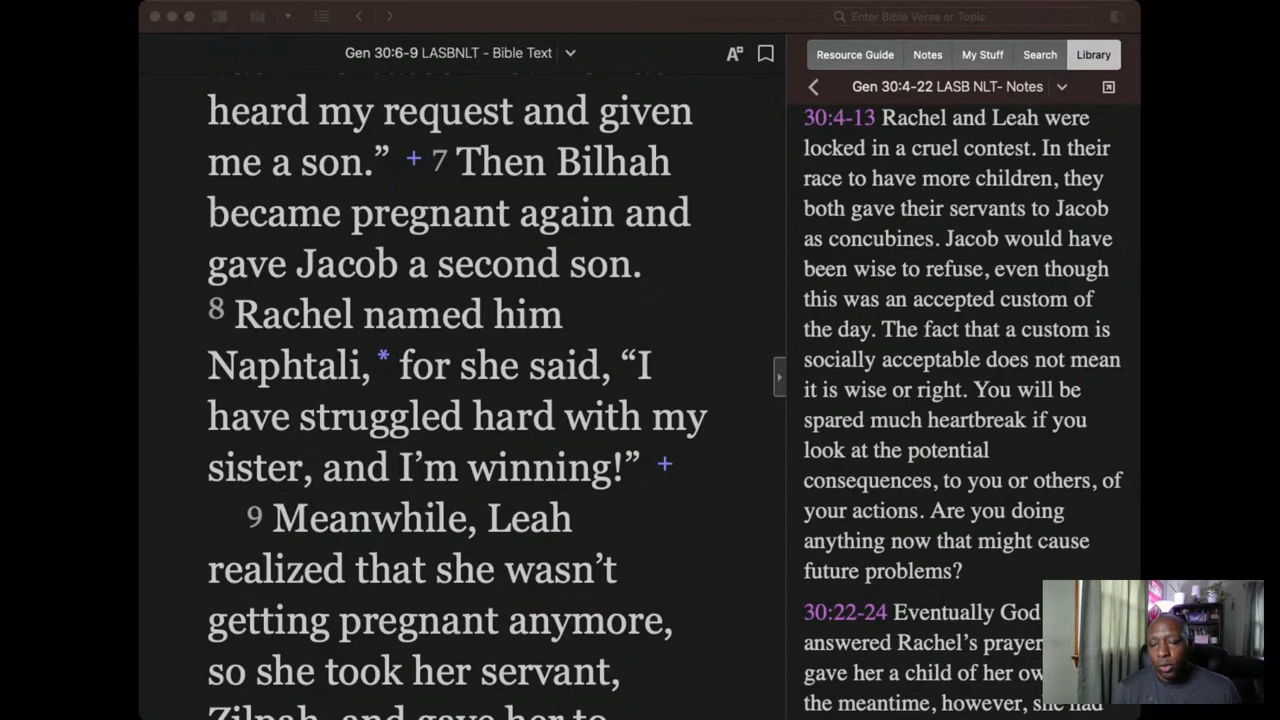 Enter Bible Verse or Topic
Gen 30:6-9 LASBNLT - Bible Text
heard my request and given
me a son.” + 7 Then Bilhah
became pregnant again and
gave Jacob a second son.
8 Rachel named him
Naphtali,* for she said, “I
have struggled hard with my
sister, and I’m winning!” +
9 Meanwhile, Leah
realized that she wasn’t
getting pregnant anymore,
so she took her servant,
Zilpah, and gave her to
Resource Guide Notes My Stuff Search Library
Gen 30:4-22 LASB NLT- Notes
30:4-13 Rachel and Leah were
locked in a cruel contest. In their
race to have more children, they
both gave their servants to Jacob
as concubines. Jacob would have
been wise to refuse, even though
this was an accepted custom of
the day. The fact that a custom is
socially acceptable does not mean
it is wise or right. You will be
spared much heartbreak if you
look at the potential
consequences, to you or others, of
your actions. Are you doing
anything now that might cause
future problems?
30:22-24 Eventually God
answered Rachel’s prayer
gave her a child of her
the meantime, however, she had